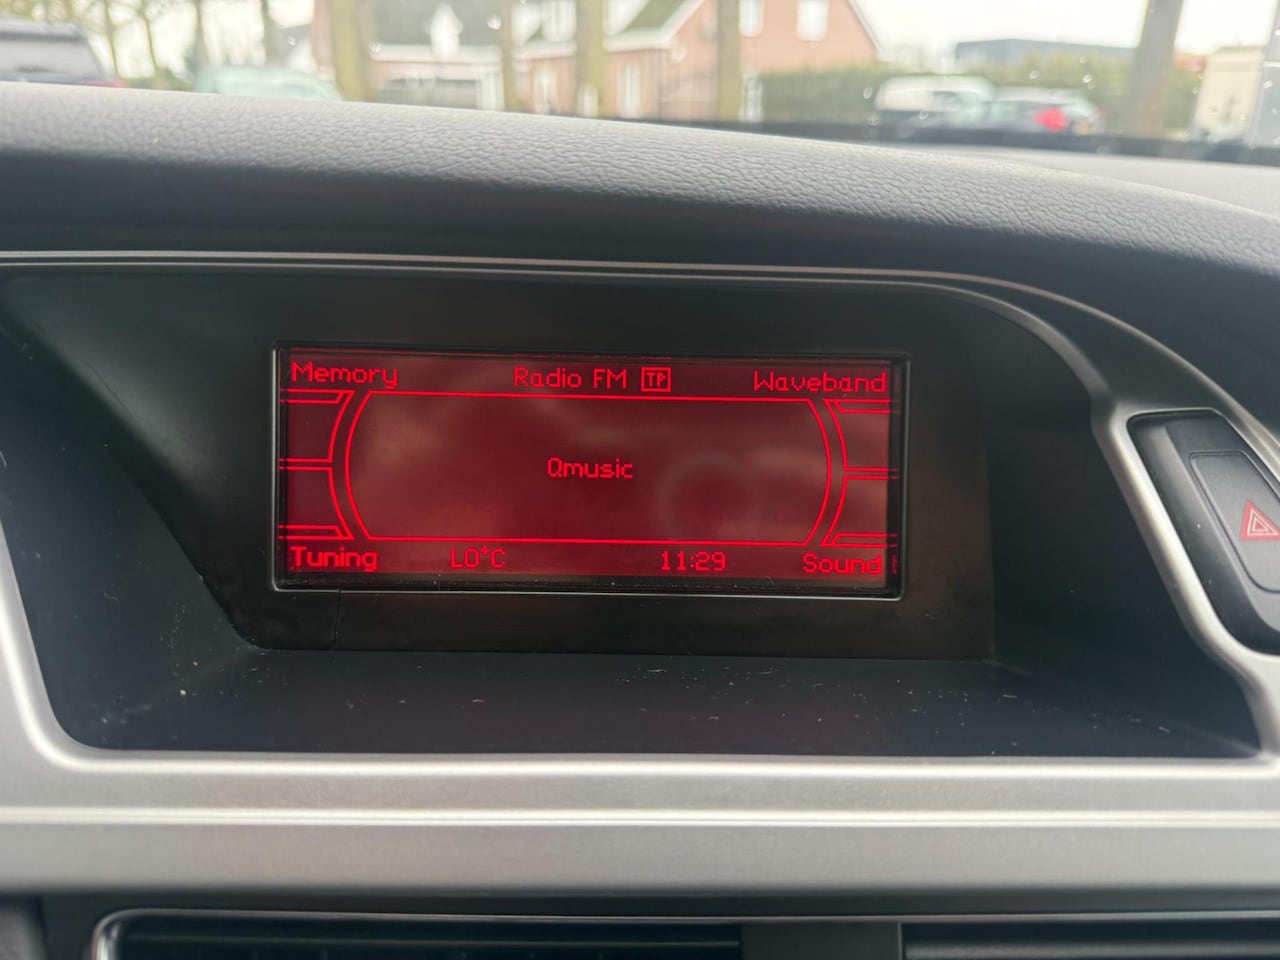 Memory Radio FM TP Waveband
Qmusic
Tuning LO°C 11:29 Sound